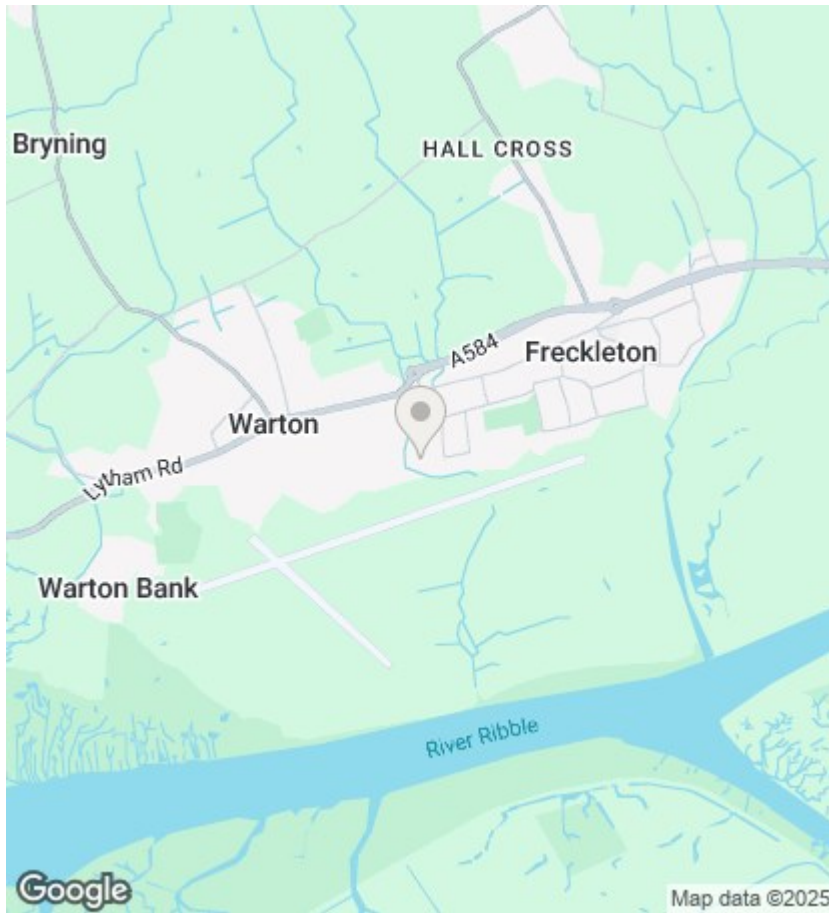 Bryning
HALL CROSS
A584
Freckleton
Warton
Lytham Rd
Warton Bank
River Ribble
Google
Map data ©2025